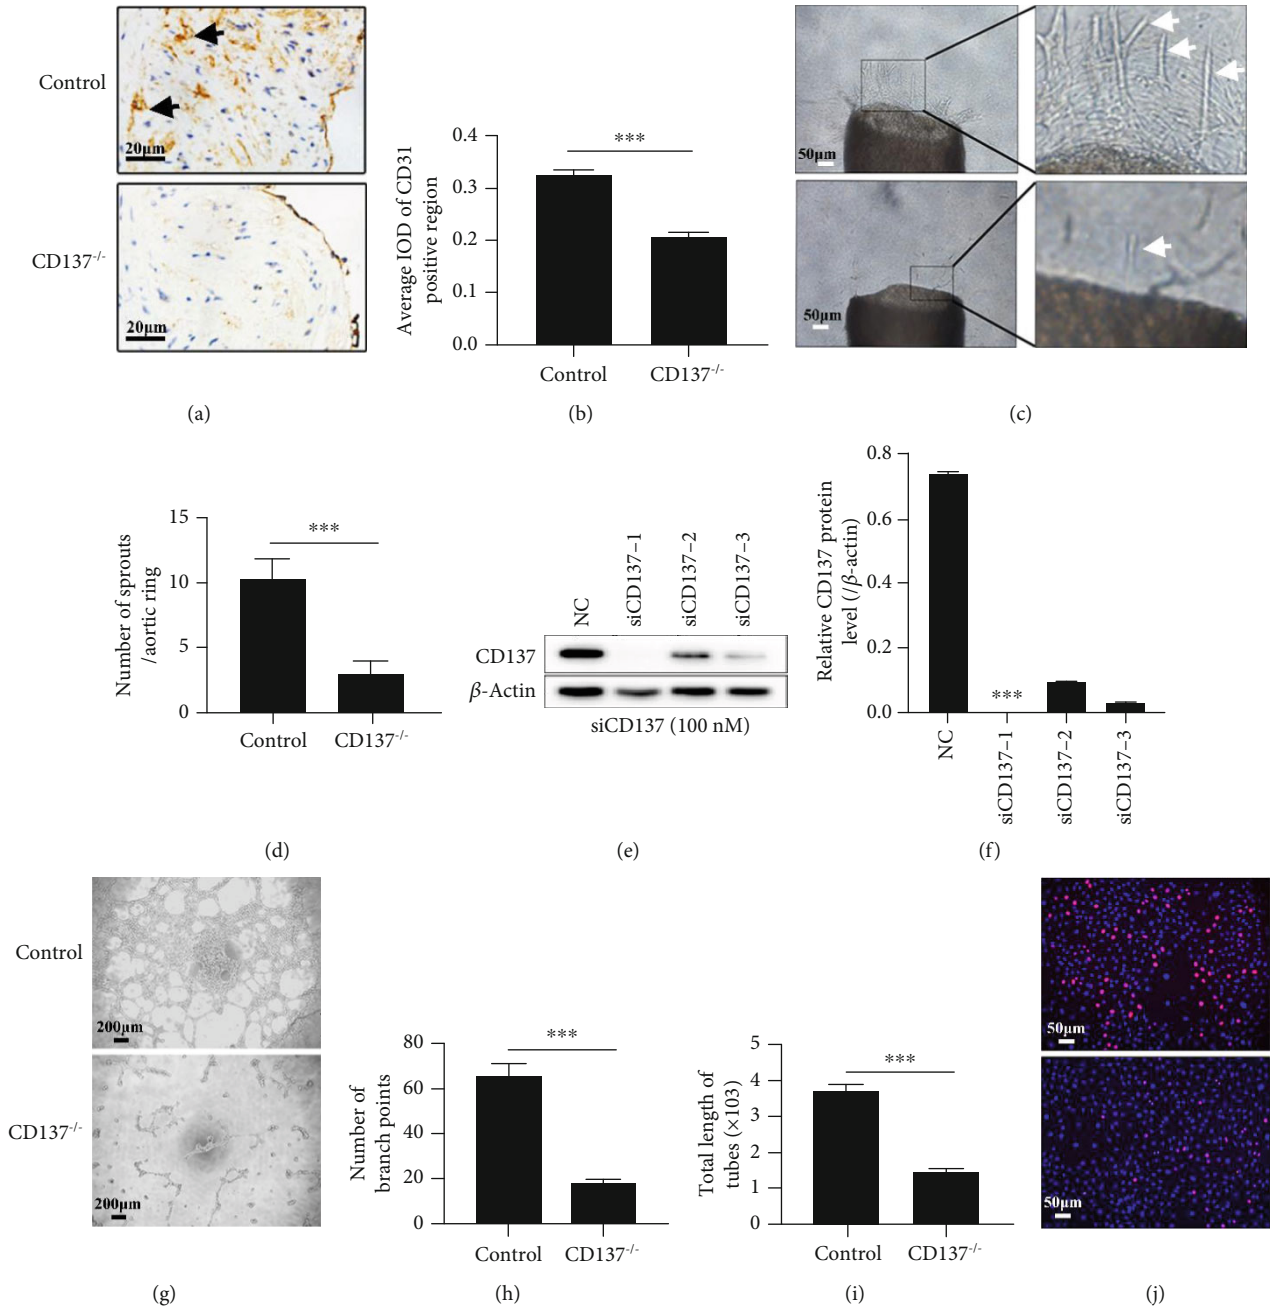 Control
20μm
CD137-/-
20μm
(a)
Average IOD of CD31
positive region
0.4
0.3
0.2
0.1
0.0
***
Control
CD137-/-
(b)
50μm
50μm
(c)
Number of sprouts
/aortic ring
15
10
5
0
***
Control
CD137-/-
(d)
NC
siCD137-1
siCD137-2
siCD137-3
CD137
β-Actin
siCD137 (100 nM)
(e)
Relative CD137 protein
level (/β-actin)
0.8
0.6
0.4
0.2
0.0
***
NC
siCD137-1
siCD137-2
siCD137-3
(f)
Control
200μm
CD137-/-
200μm
(g)
Number of
branch points
80
60
40
20
0
***
Control
CD137-/-
(h)
Total length of
tubes (×103)
5
4
3
2
1
0
***
Control
CD137-/-
(i)
50μm
50μm
(j)